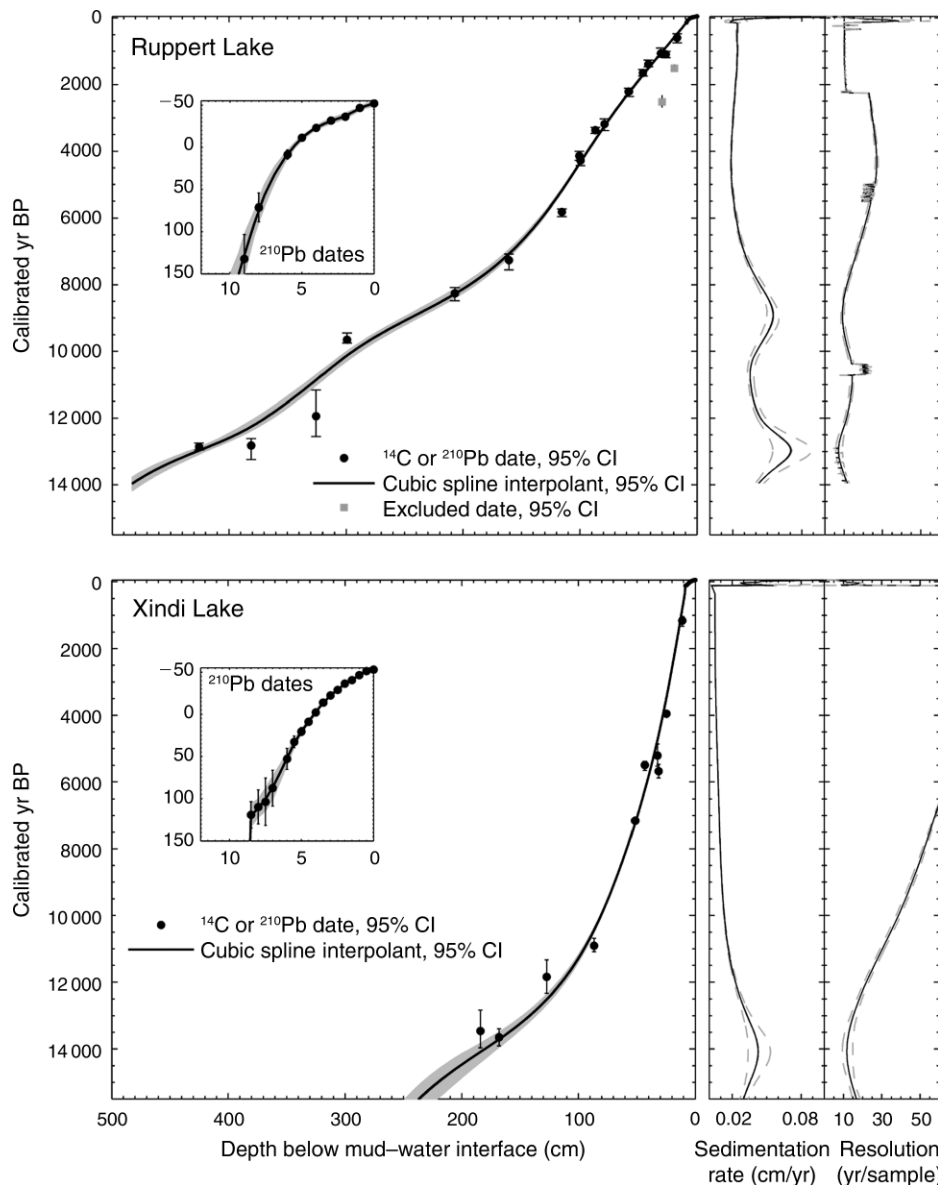 Ruppert Lake
0
2000
4000
6000
8000
10 000
12 000
14 000
Calibrated yr BP
−50
0
50
100
150
²¹⁰Pb dates
10 5 0
¹⁴C or ²¹⁰Pb date, 95% CI
Cubic spline interpolant, 95% CI
Excluded date, 95% CI
Xindi Lake
0
2000
4000
6000
8000
10 000
12 000
14 000
Calibrated yr BP
−50
0
50
100
150
²¹⁰Pb dates
10 5 0
¹⁴C or ²¹⁰Pb date, 95% CI
Cubic spline interpolant, 95% CI
500 400 300 200 100 0
0.02 0.08 10 30 50
Depth below mud–water interface (cm)
Sedimentation
rate (cm/yr)
Resolution
(yr/sample)